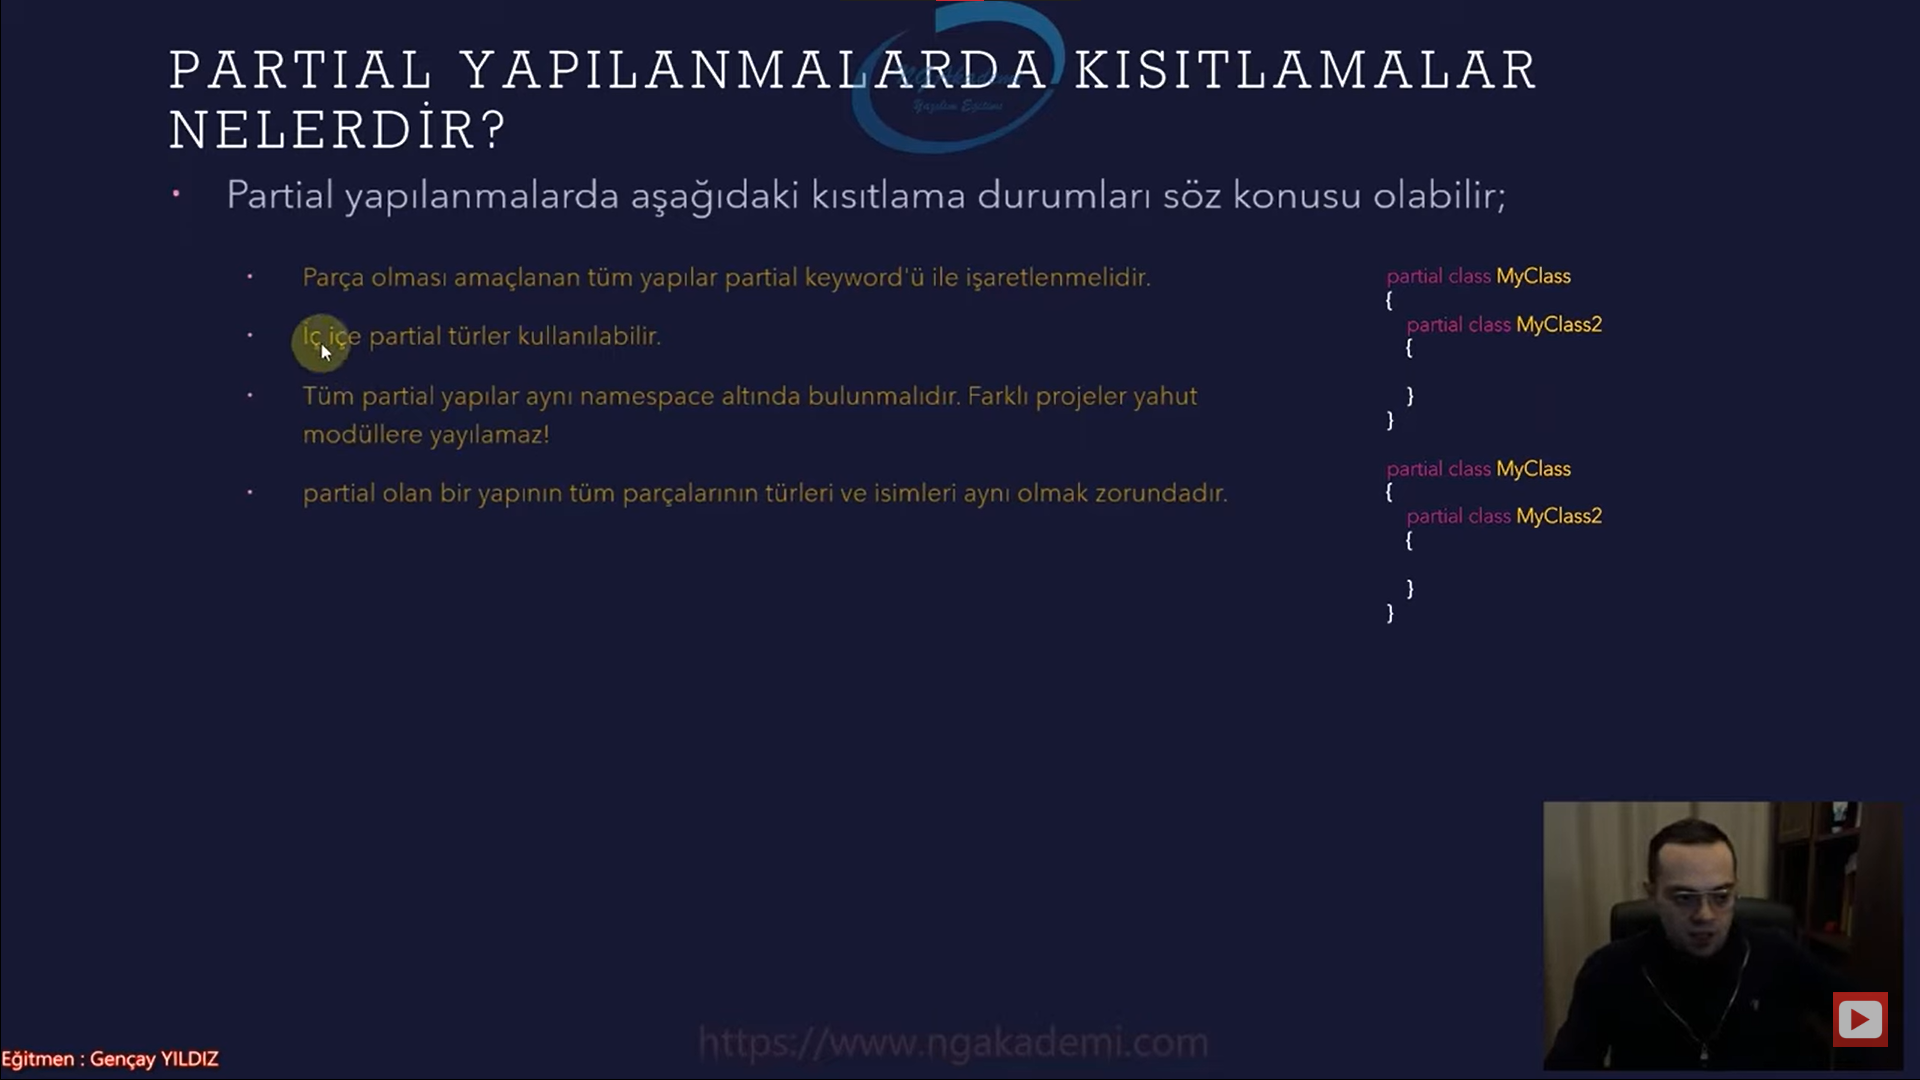 PARTIAL YAPILANMALARDA KISITLAMALAR
NELERDİR?
Yazılım Eğitimi
• Partial yapılanmalarda aşağıdaki kısıtlama durumları söz konusu olabilir;
• Parça olması amaçlanan tüm yapılar partial keyword'ü ile işaretlenmelidir.
• İç içe partial türler kullanılabilir.
• Tüm partial yapılar aynı namespace altında bulunmalıdır. Farklı projeler yahut
modüllere yayılamaz!
• partial olan bir yapının tüm parçalarının türleri ve isimleri aynı olmak zorundadır.
partial class MyClass
{
partial class MyClass2
{
}
}
partial class MyClass
{
partial class MyClass2
{
}
}
https://www.ngakademi.com
Eğitmen : Gençay YILDIZ